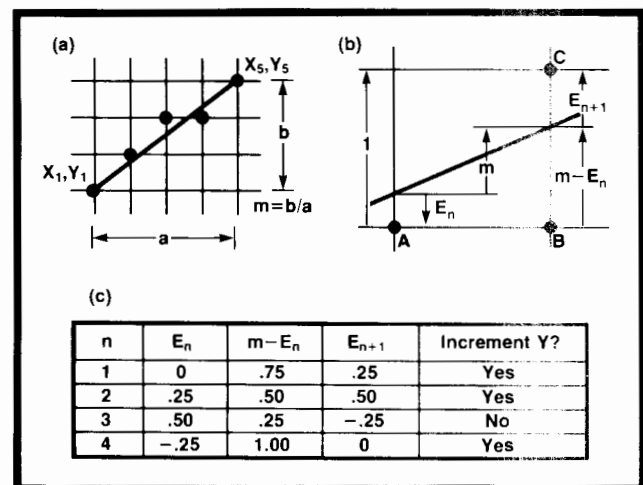 (a)
X₅,Y₅
b
X₁,Y₁
m=b/a
a
(b)
C
Eₙ₊₁
1
m
m−Eₙ
Eₙ
A
B
(c)
n Eₙ m−Eₙ Eₙ₊₁ Increment Y?
1 0 .75 .25 Yes
2 .25 .50 .50 Yes
3 .50 .25 −.25 No
4 −.25 1.00 0 Yes